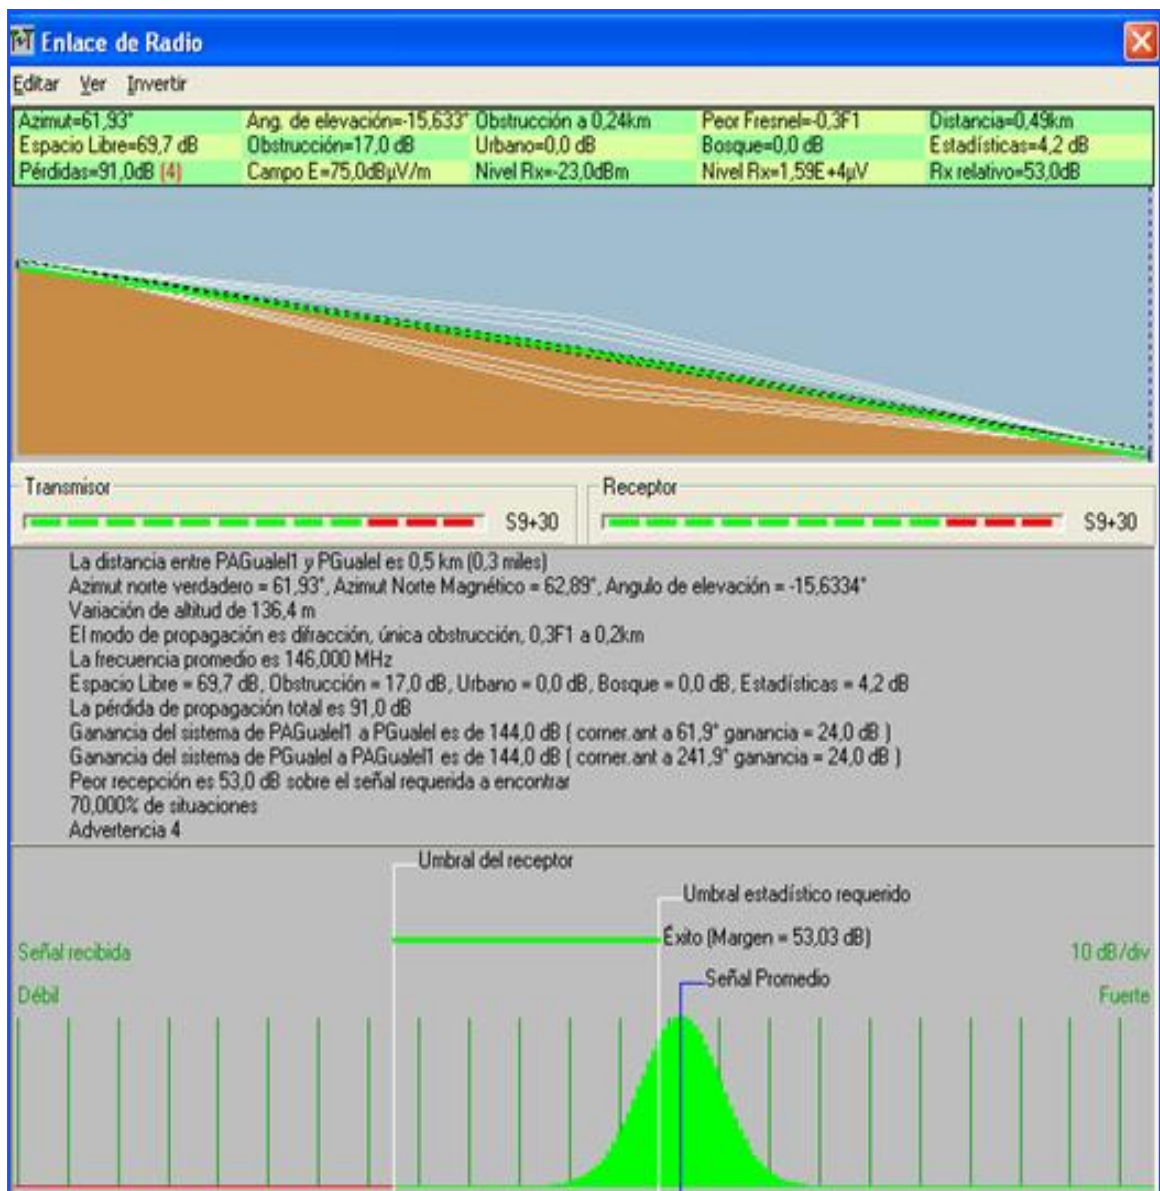 Enlace de Radio
Editar Ver Invertir
Azimut=61,93° Ang. de elevación=-15,633° Obstrucción a 0,24km Peor Fresnel=-0,3F1 Distancia=0,49km
Espacio Libre=69,7 dB Obstrucción=17,0 dB Urbano=0,0 dB Bosque=0,0 dB Estadísticas=4,2 dB
Pérdidas=91,0dB (4) Campo E=75,0dBµV/m Nivel Rx=-23,0dBm Nivel Rx=1,59E+4µV Rx relativo=53,0dB
Transmisor Receptor
S9+30 S9+30
La distancia entre PAGualel1 y PGualel es 0,5 km (0,3 miles)
Azimut norte verdadero = 61,93°, Azimut Norte Magnético = 62,89°, Angulo de elevación = -15,6334°
Variación de altitud de 136,4 m
El modo de propagación es difracción, única obstrucción, 0,3F1 a 0,2km
La frecuencia promedio es 146,000 MHz
Espacio Libre = 69,7 dB, Obstrucción = 17,0 dB, Urbano = 0,0 dB, Bosque = 0,0 dB, Estadísticas = 4,2 dB
La pérdida de propagación total es 91,0 dB
Ganancia del sistema de PAGualel1 a PGualel es de 144,0 dB ( corner.ant a 61,9° ganancia = 24,0 dB )
Ganancia del sistema de PGualel a PAGualel1 es de 144,0 dB ( corner.ant a 241,9° ganancia = 24,0 dB )
Peor recepción es 53,0 dB sobre el señal requerida a encontrar
70,000% de situaciones
Advertencia 4
Umbral del receptor
Umbral estadístico requerido
Éxito (Margen = 53,03 dB)
Señal recibida 10 dB/div
Señal Promedio
Débil Fuerte